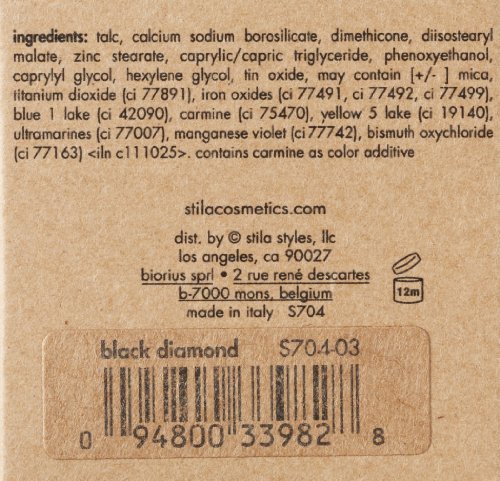 ingredients: talc, calcium sodium borosilicate, dimethicone, diisostearyl
malate, zinc stearate, caprylic/capric triglyceride, phenoxyethanol,
caprylyl glycol, hexylene glycol, tin oxide, may contain [+/- ] mica,
titanium dioxide (ci 77891), iron oxides (ci 77491, ci 77492, ci 77499),
blue 1 lake (ci 42090), carmine (ci 75470), yellow 5 lake (ci 19140),
ultramarines (ci 77007), manganese violet (ci77742), bismuth oxychloride
(ci 77163) <iln c111025>. contains carmine as color additive
stilacosmetics.com
dist. by © stila styles, llc
los angeles, ca 90027
biorius sprl • 2 rue rené descartes
b-7000 mons, belgium
12m
made in italy S704
black diamond S704-03
0 94800 33982 8